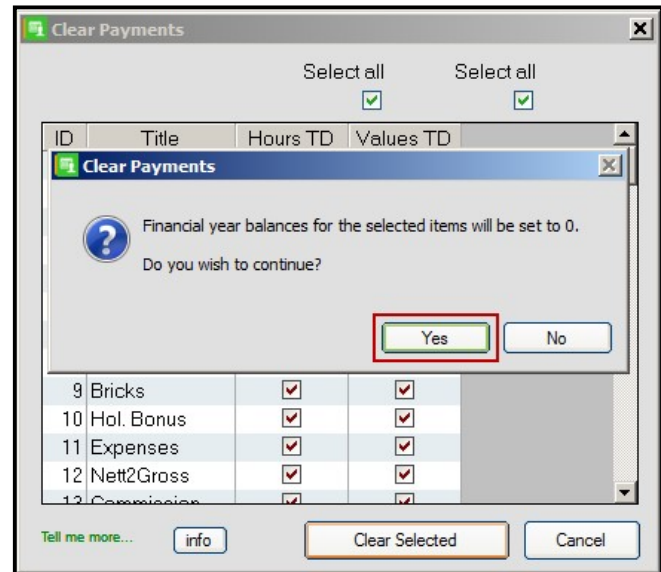 Clear Payments
Select all Select all
ID Title Hours TD Values TD
Clear Payments
Financial year balances for the selected items will be set to 0.
Do you wish to continue?
Yes No
9 Bricks
10 Hol. Bonus
11 Expenses
12 Nett2Gross
13 Commission
Tell me more... info Clear Selected Cancel